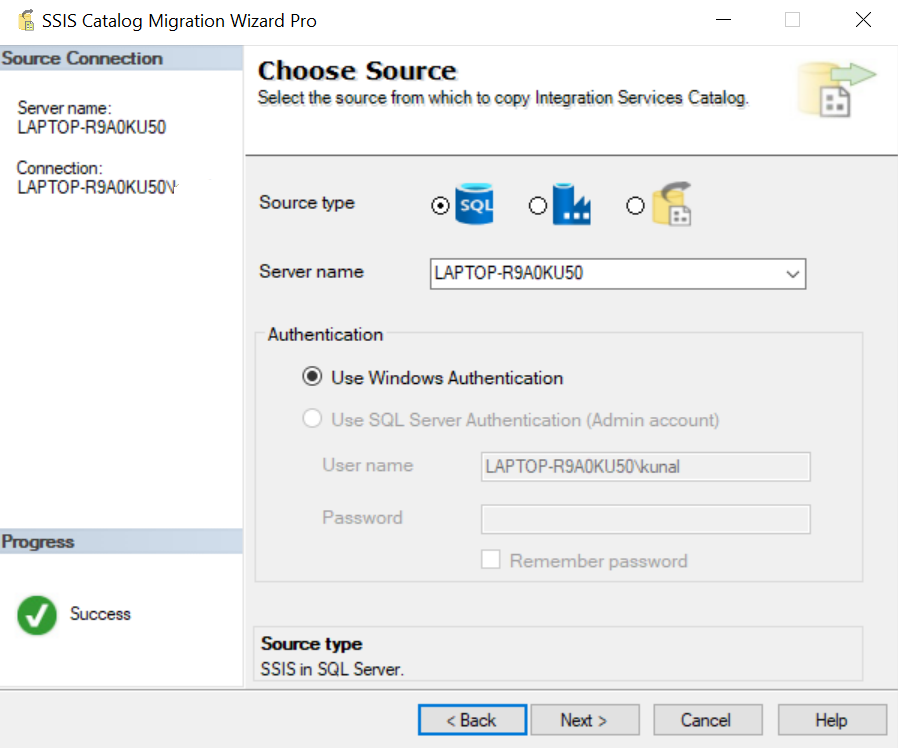 SSIS Catalog Migration Wizard Pro
Source Connection
Server name:
LAPTOP-R9A0KU50
Connection:
LAPTOP-R9A0KU50\
Progress
Success
Choose Source
Select the source from which to copy Integration Services Catalog.
Source type
SQL
Server name
LAPTOP-R9A0KU50
Authentication
Use Windows Authentication
Use SQL Server Authentication (Admin account)
User name
LAPTOP-R9A0KU50\kunal
Password
Remember password
Source type
SSIS in SQL Server.
< Back
Next >
Cancel
Help